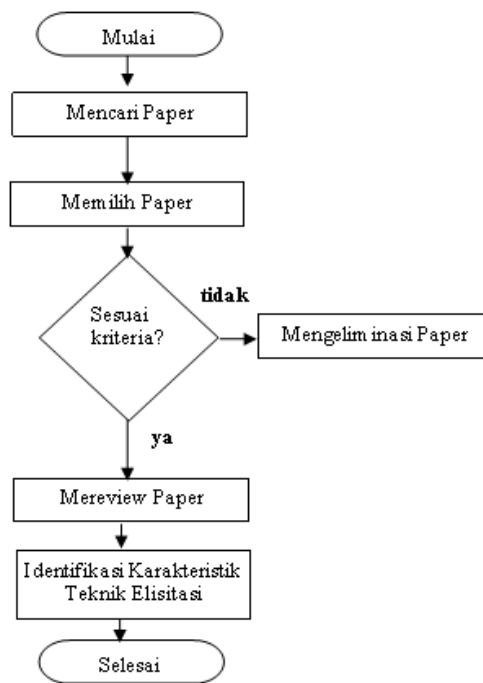 Mulai
Mencari Paper
Memilih Paper
tidak
Sesuai
kriteria?
Mengeliminasi Paper
ya
Mereview Paper
Identifikasi Karakteristik
Teknik Elisitasi
Selesai